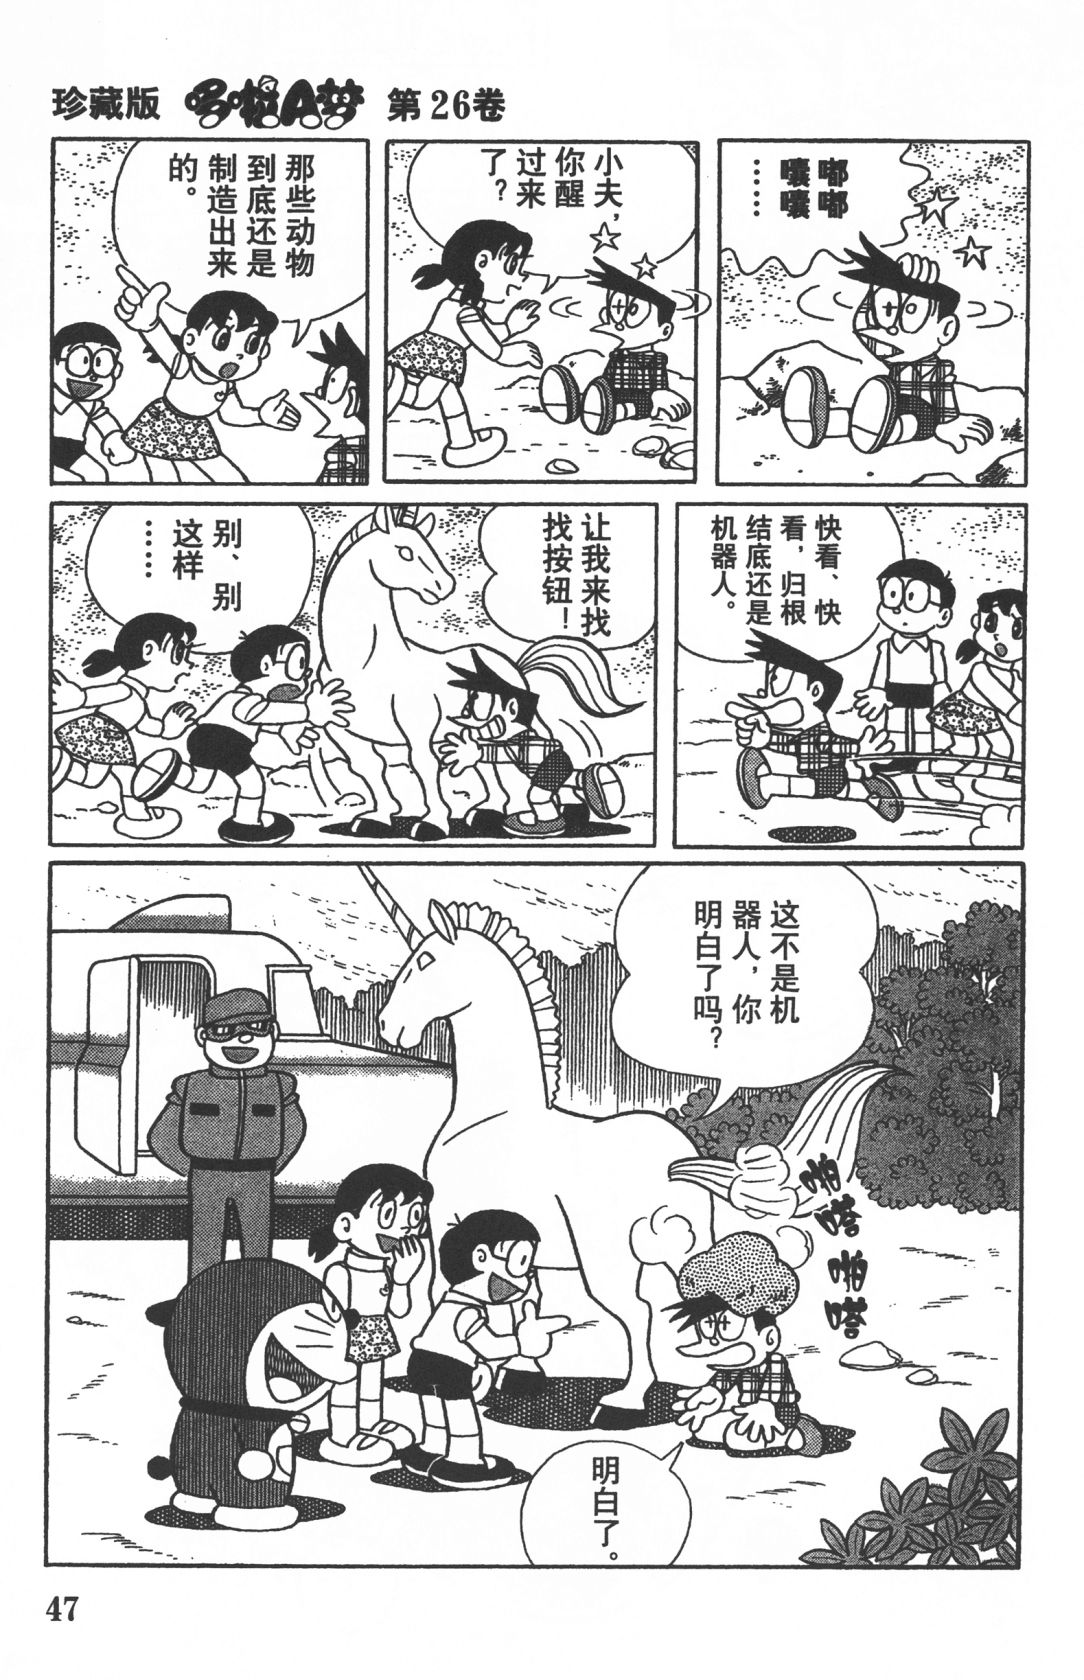 珍藏版 哆啦A梦 第26卷
嘟嘟
囔囔
……
小夫，
你醒
过来
了？
那些动物
到底还是
制造出来
的。
快看、快
看，归根
结底还是
机器人。
让我来找
找按钮！
别、别
这样
……
这不是机
器人，你
明白了吗？
啪嗒啪嗒
明白了。
47